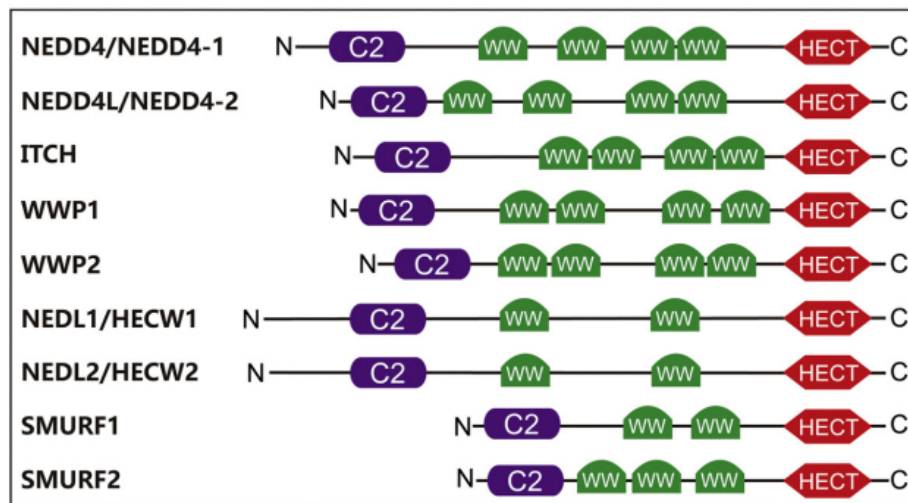 NEDD4/NEDD4-1 N C2 WW WW WW WW HECT C
NEDD4L/NEDD4-2 N C2 WW WW WW WW HECT C
ITCH N C2 WW WW WW WW HECT C
WWP1 N C2 WW WW WW WW HECT C
WWP2 N C2 WW WW WW WW HECT C
NEDL1/HECW1 N C2 WW WW HECT C
NEDL2/HECW2 N C2 WW WW HECT C
SMURF1 N C2 WW WW HECT C
SMURF2 N C2 WW WW WW HECT C